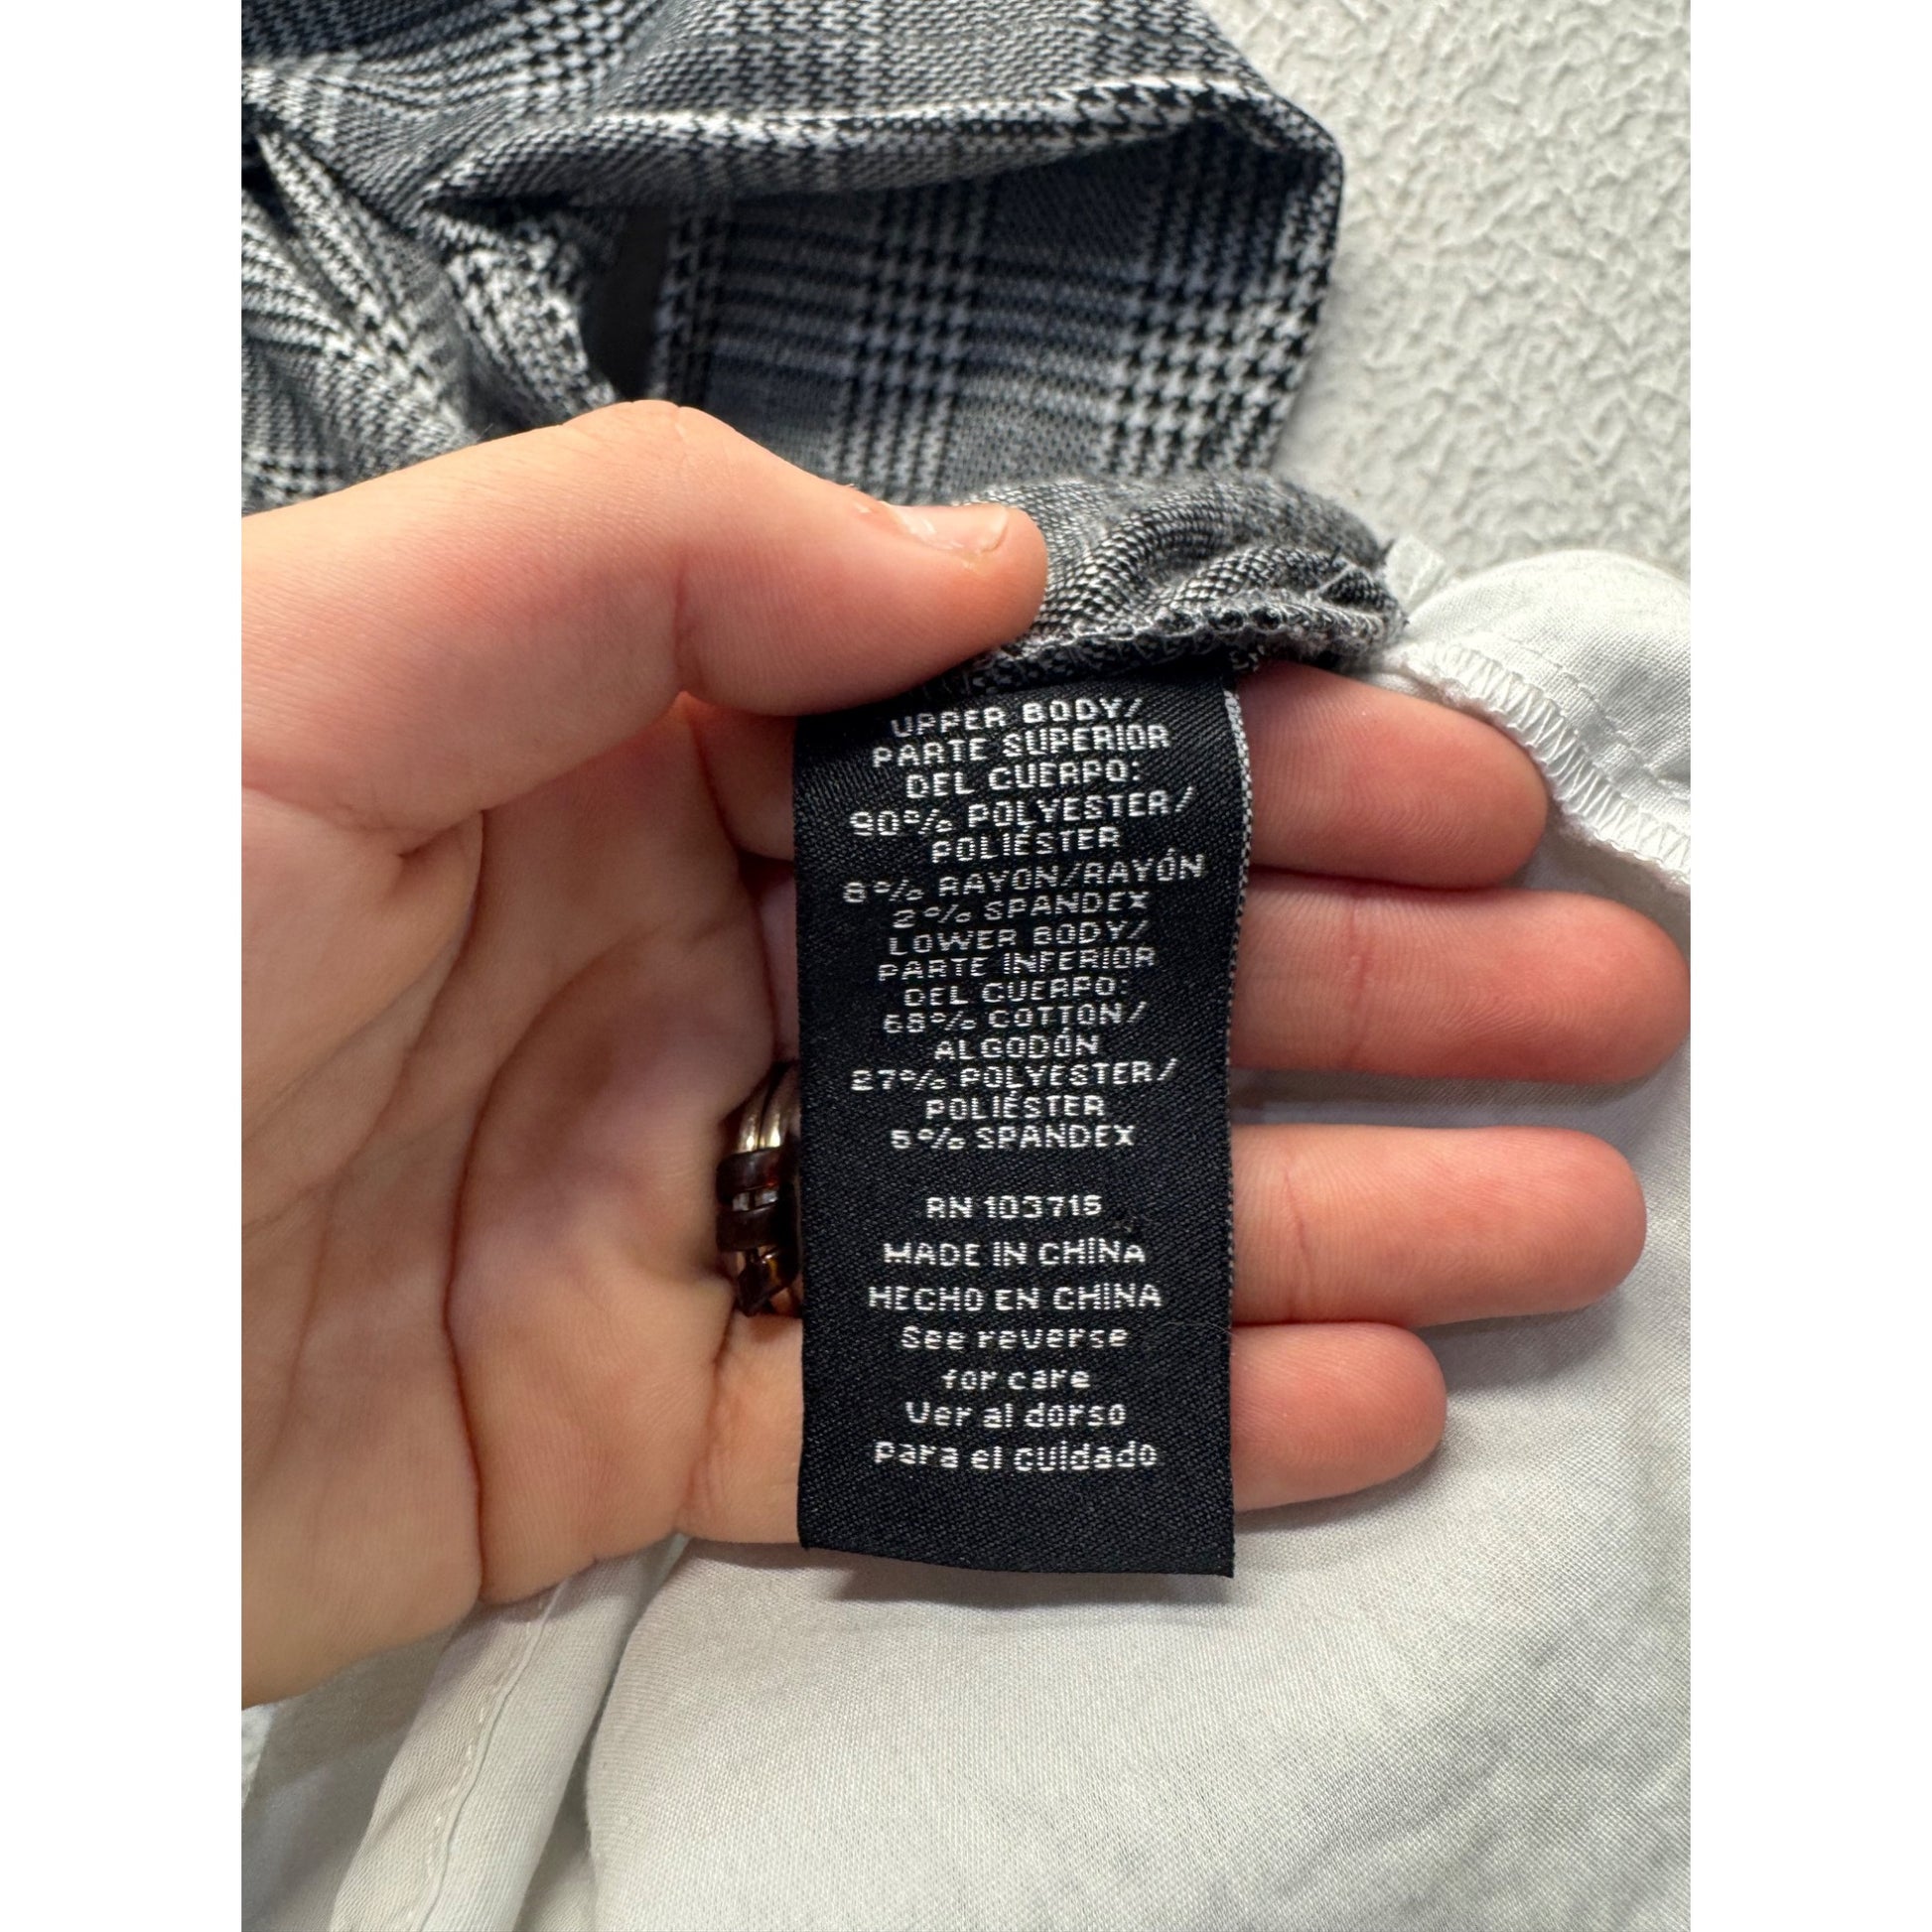 UPPER BODY/
PARTE SUPERIOR
DEL CUERPO:
90% POLYESTER/
POLIÉSTER
8% RAYON/RAYÓN
2% SPANDEX
LOWER BODY/
PARTE INFERIOR
DEL CUERPO:
68% COTTON/
ALGODÓN
27% POLYESTER/
POLIÉSTER
5% SPANDEX
RN 103715
MADE IN CHINA
HECHO EN CHINA
See reverse
for care
Ver al dorso
para el cuidado